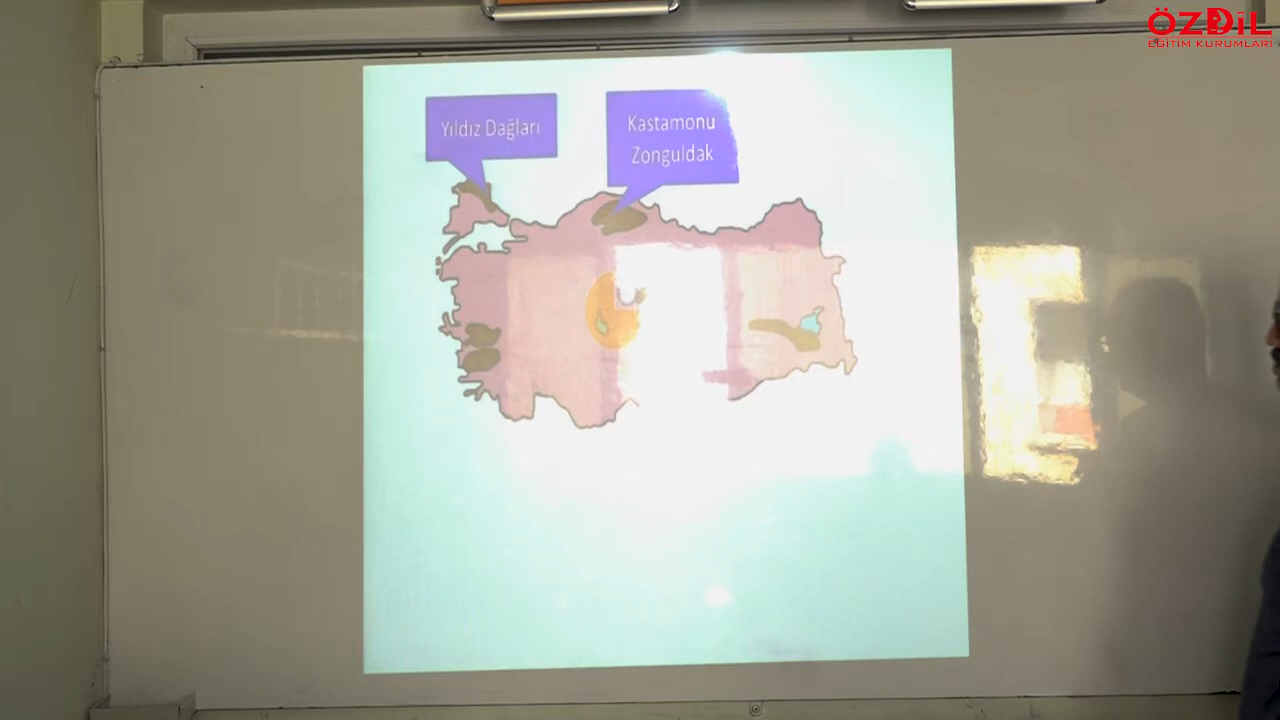 ÖZDİL
EĞİTİM KURUMLARI
Yıldız Dağları
Kastamonu
Zonguldak